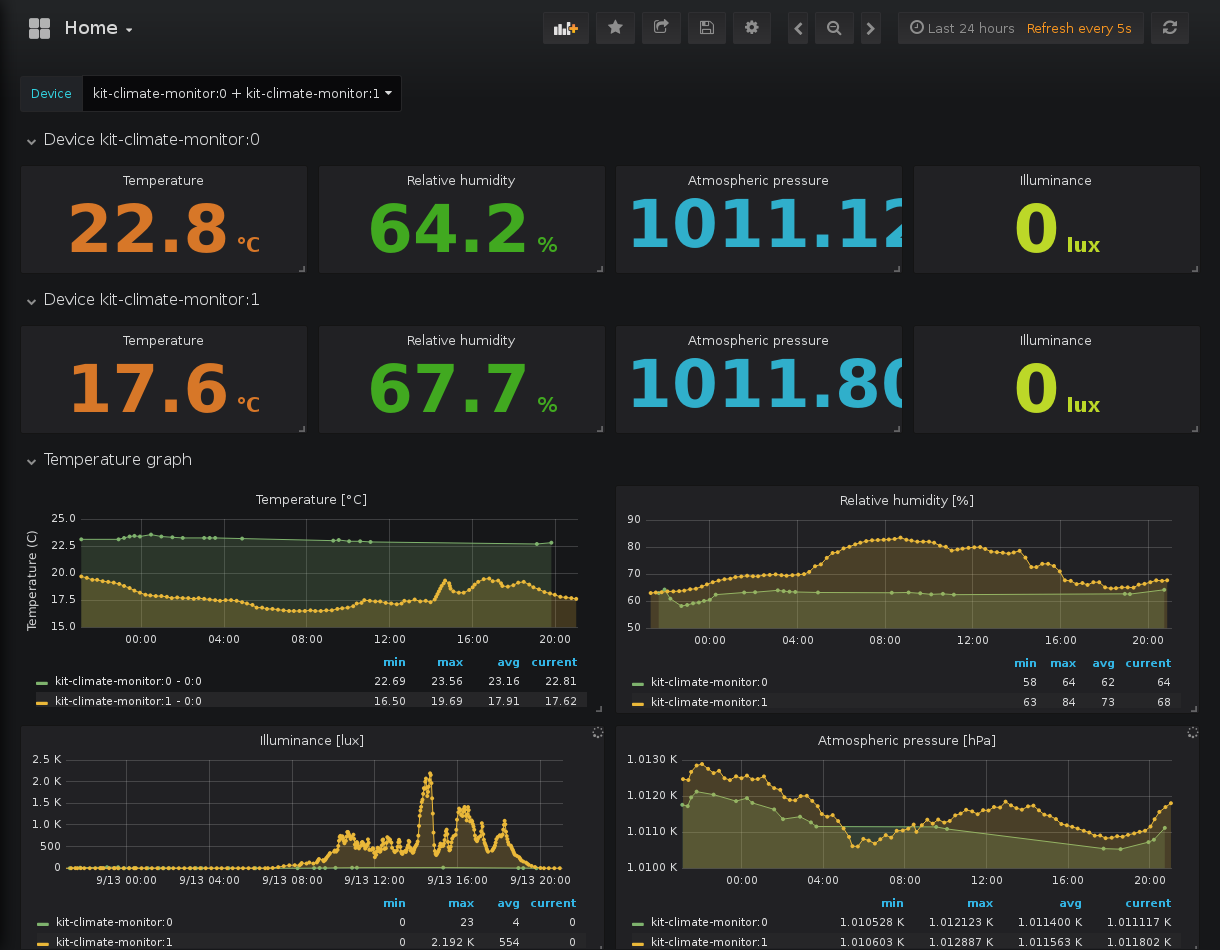 Home
Last 24 hours Refresh every 5s
Device kit-climate-monitor:0 + kit-climate-monitor:1
Device kit-climate-monitor:0
Temperature Relative humidity Atmospheric pressure Illuminance
22.8 °C 64.2 % 1011.12 0 lux
Device kit-climate-monitor:1
Temperature Relative humidity Atmospheric pressure Illuminance
17.6 °C 67.7 % 1011.80 0 lux
Temperature graph
Temperature [°C]
Temperature (C)
25.0
22.5
20.0
17.5
15.0
00:00 04:00 08:00 12:00 16:00 20:00
min max avg current
kit-climate-monitor:0 - 0:0 22.69 23.56 23.16 22.81
kit-climate-monitor:1 - 0:0 16.50 19.69 17.91 17.62
Relative humidity [%]
90
80
70
60
50
00:00 04:00 08:00 12:00 16:00 20:00
min max avg current
kit-climate-monitor:0 58 64 62 64
kit-climate-monitor:1 63 84 73 68
Illuminance [lux]
2.5 K
2.0 K
1.5 K
1.0 K
500
0
9/13 00:00 9/13 04:00 9/13 08:00 9/13 12:00 9/13 16:00 9/13 20:00
min max avg current
kit-climate-monitor:0 0 23 4 0
kit-climate-monitor:1 0 2.192 K 554 0
Atmospheric pressure [hPa]
1.0130 K
1.0120 K
1.0110 K
1.0100 K
00:00 04:00 08:00 12:00 16:00 20:00
min max avg current
kit-climate-monitor:0 1.010528 K 1.012123 K 1.011400 K 1.011117 K
kit-climate-monitor:1 1.010603 K 1.012887 K 1.011563 K 1.011802 K